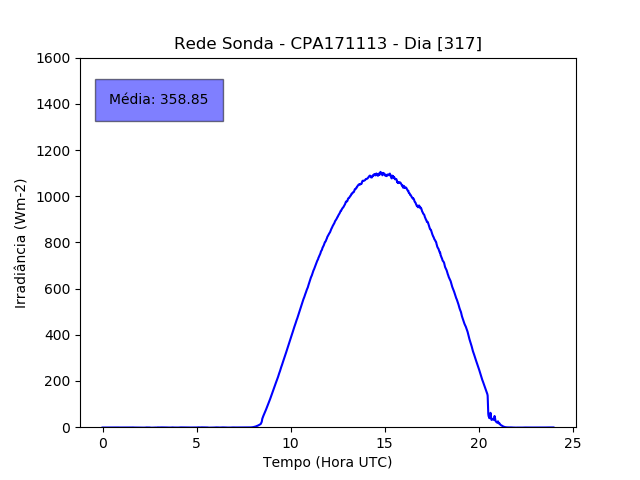 Rede Sonda - CPA171113 - Dia [317]
1600
1400
1200
1000
800
600
400
200
0
Média: 358.85
Irradiância (Wm-2)
0 5 10 15 20 25
Tempo (Hora UTC)